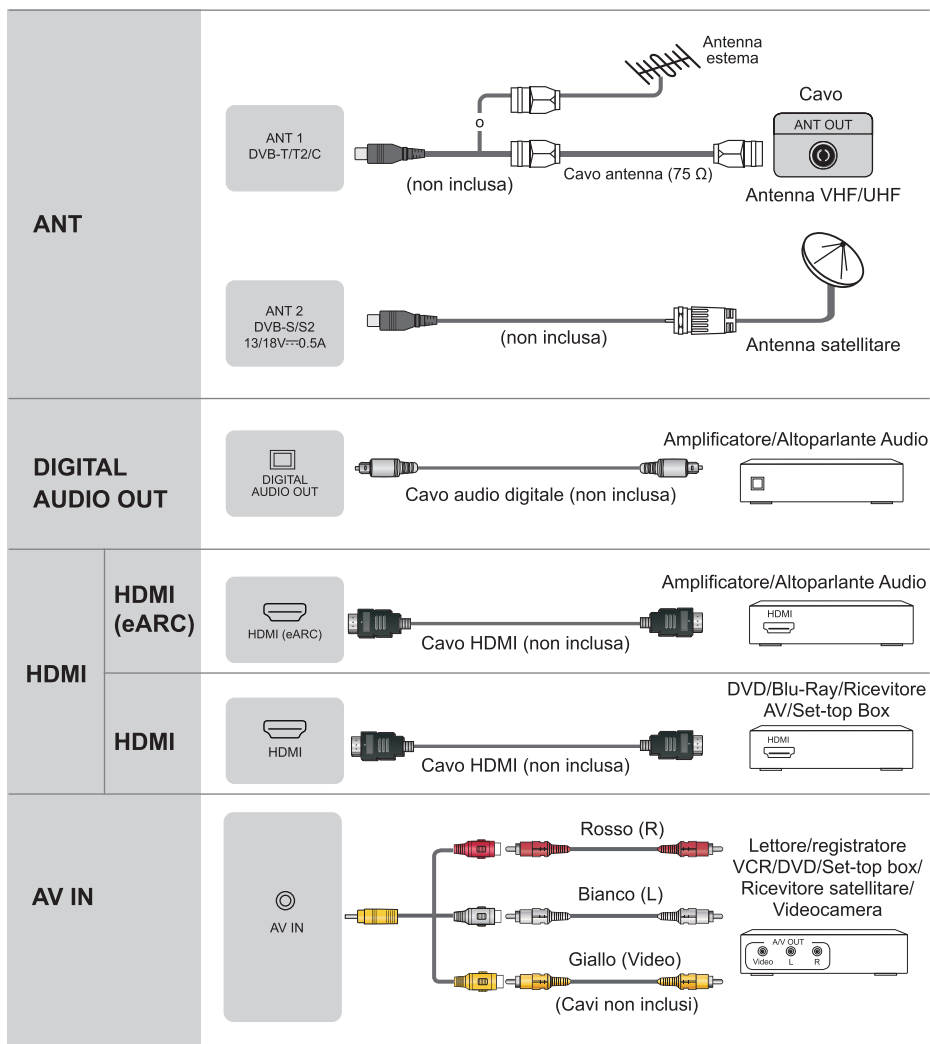 ANT
ANT 1
DVB-T/T2/C
Antenna
estema
o
(non inclusa)
Cavo antenna (75 Ω)
Cavo
ANT OUT
Antenna VHF/UHF
ANT 2
DVB-S/S2
13/18V⎓0.5A
(non inclusa)
Antenna satellitare
DIGITAL
AUDIO OUT
DIGITAL
AUDIO OUT
Cavo audio digitale (non inclusa)
Amplificatore/Altoparlante Audio
HDMI
HDMI
(eARC)
HDMI (eARC)
Cavo HDMI (non inclusa)
Amplificatore/Altoparlante Audio
HDMI
HDMI
HDMI
Cavo HDMI (non inclusa)
DVD/Blu-Ray/Ricevitore
AV/Set-top Box
HDMI
AV IN
AV IN
Rosso (R)
Bianco (L)
Giallo (Video)
(Cavi non inclusi)
Lettore/registratore
VCR/DVD/Set-top box/
Ricevitore satellitare/
Videocamera
A/V OUT
Video L R